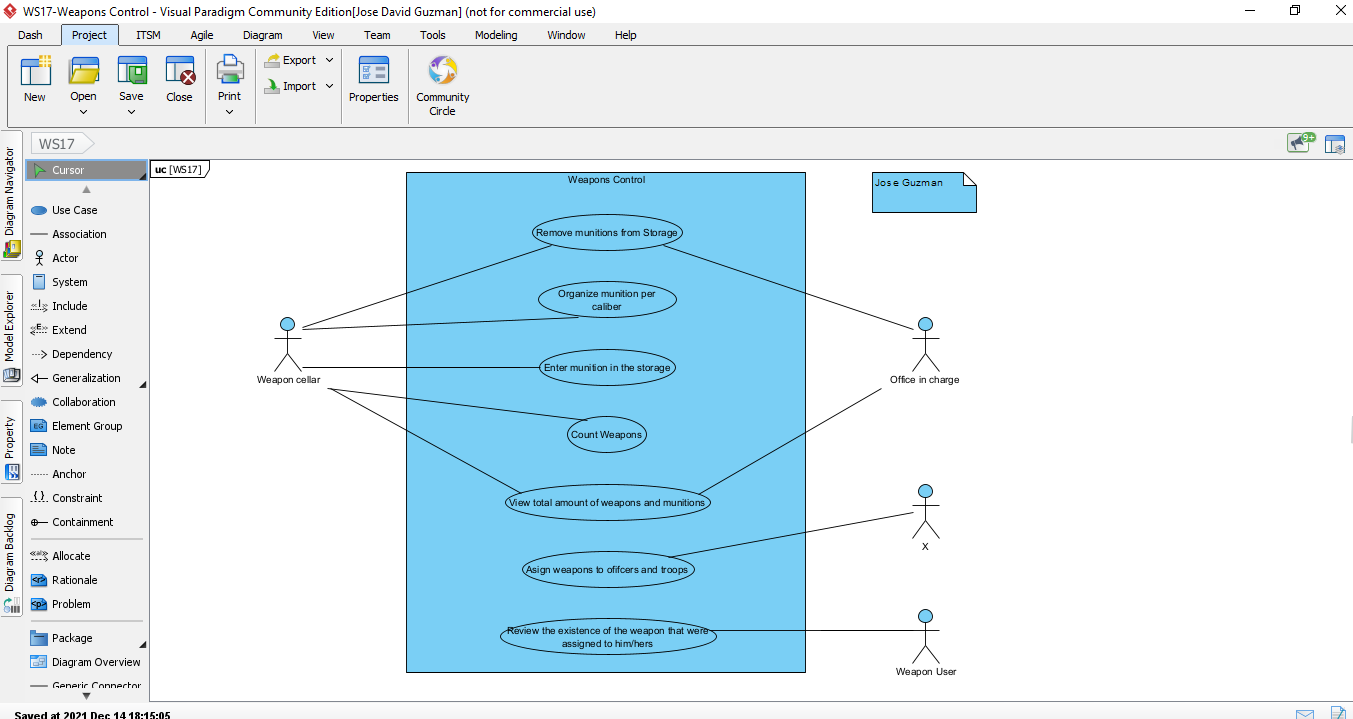 WS17-Weapons Control - Visual Paradigm Community Edition[Jose David Guzman] (not for commercial use)
Dash Project ITSM Agile Diagram View Team Tools Modeling Window Help
New Open Save Close Print Export Import Properties Community Circle
WS17
9+
Diagram Navigator
Model Explorer
Property
Diagram Backlog
Cursor
Use Case
Association
Actor
System
Include
Extend
Dependency
Generalization
Collaboration
EG Element Group
Note
Anchor
Constraint
Containment
Allocate
<r> Rationale
<p> Problem
Package
Diagram Overview
Generic Connector
uc [WS17]
Weapons Control
Jose Guzman
Remove munitions from Storage
Organize munition per
caliber
Enter munition in the storage
Count Weapons
View total amount of weapons and munitions
Asign weapons to ofifcers and troops
Review the existence of the weapon that were
assigned to him/hers
Weapon cellar
Office in charge
X
Weapon User
Saved at 2021 Dec 14 18:15:05